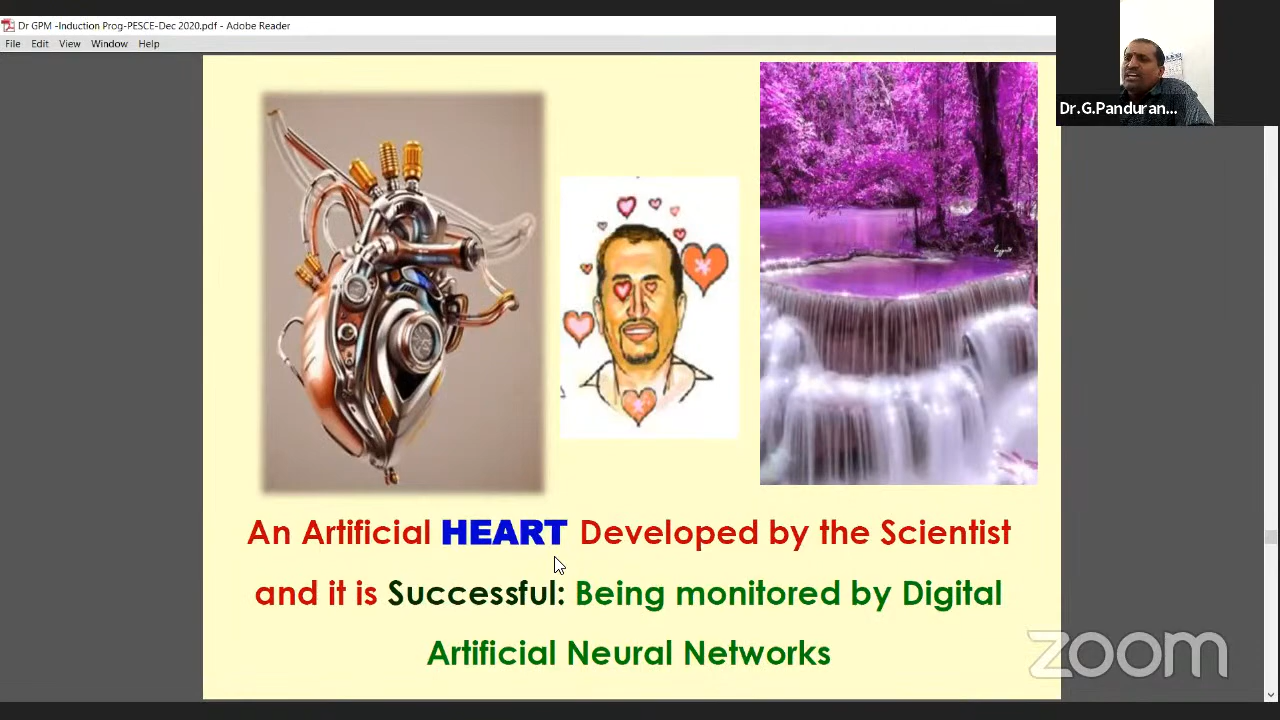 Dr GPM -Induction Prog-PESCE-Dec 2020.pdf - Adobe Reader
File Edit View Window Help
Dr.G.Panduran...
An Artificial HEART Developed by the Scientist
and it is Successful: Being monitored by Digital
Artificial Neural Networks
zoom